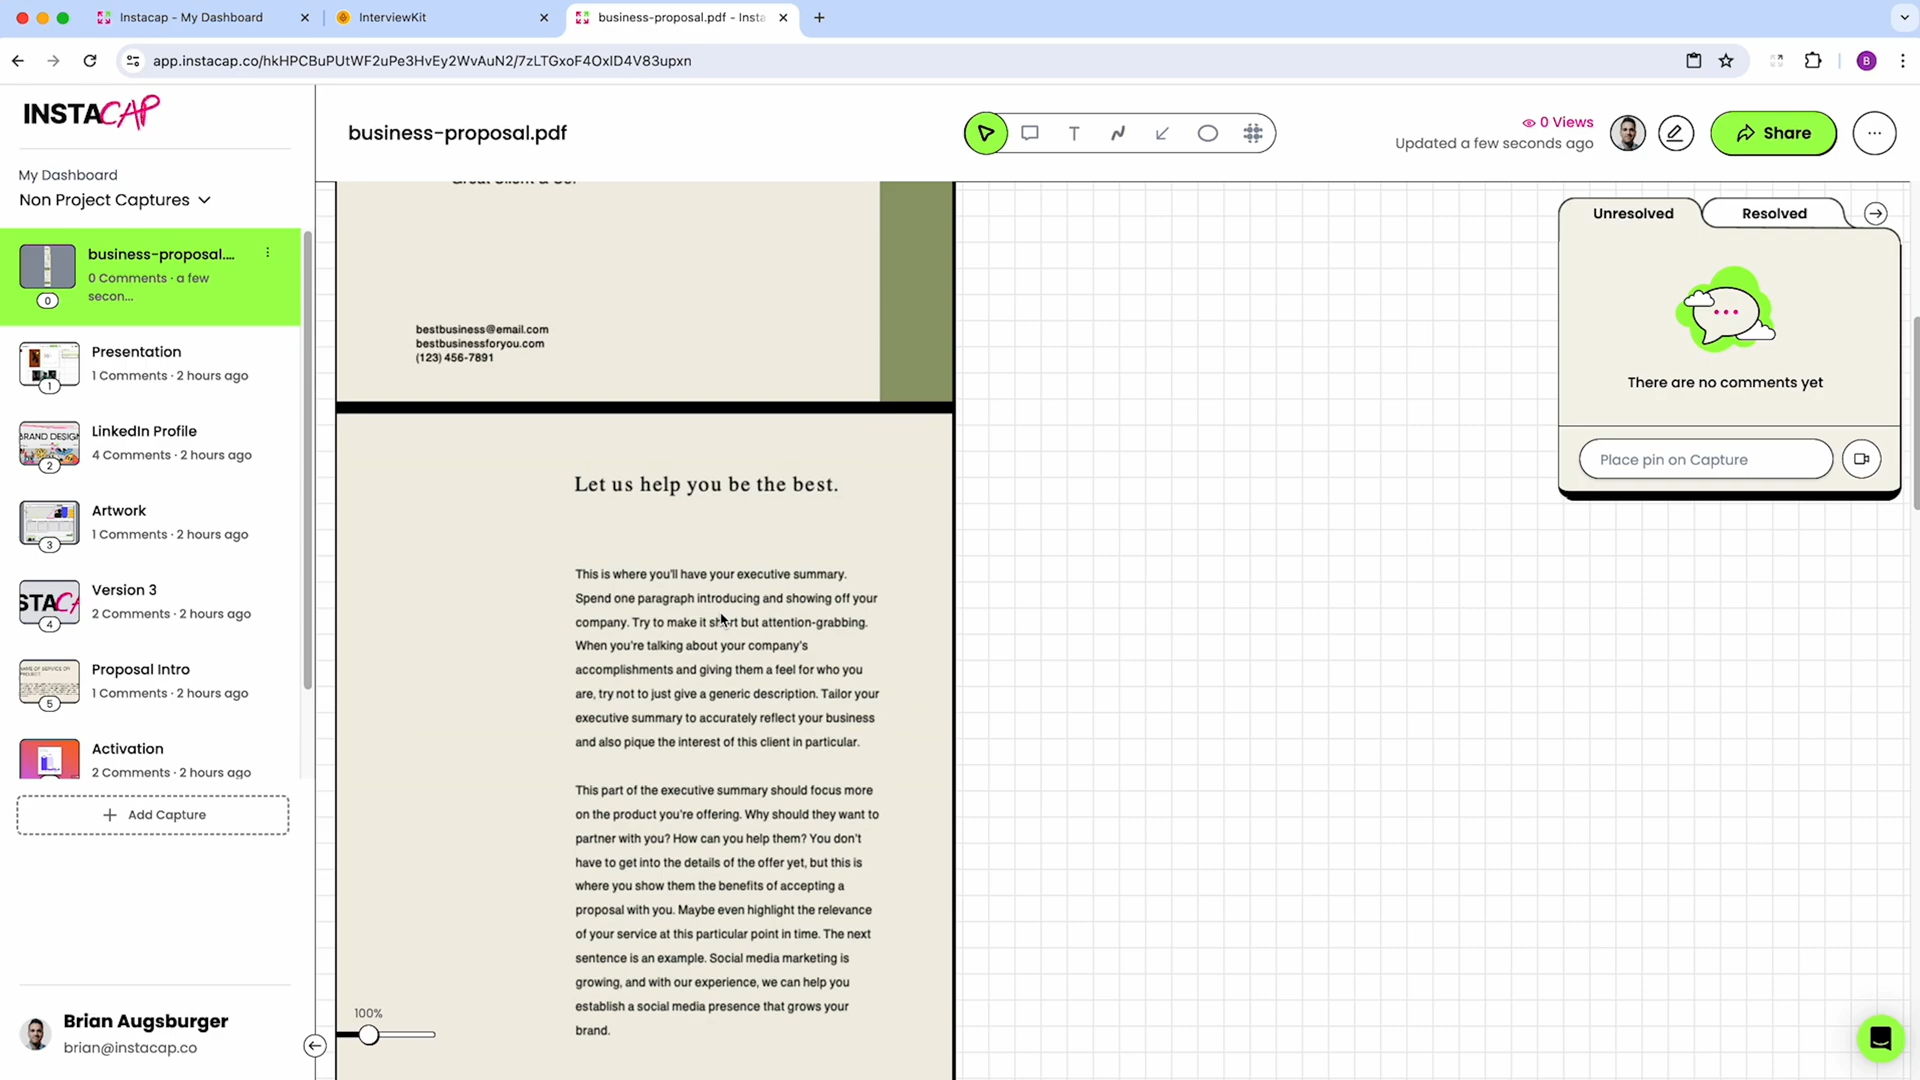 Instacap - My Dashboard
InterviewKit
business-proposal.pdf - Insta
app.instacap.co/hkHPCBuPUtWF2uPe3HvEy2WvAuN2/7zLTGxoF4OxlD4V83upxn
B
INSTACAP
business-proposal.pdf
T
0 Views
Updated a few seconds ago
Share
My Dashboard
Non Project Captures
business-proposal....
0 Comments · a few
secon...
0
Presentation
1 Comments · 2 hours ago
1
LinkedIn Profile
4 Comments · 2 hours ago
BRAND DESIGN
2
Artwork
1 Comments · 2 hours ago
3
Version 3
2 Comments · 2 hours ago
STACA
4
Proposal Intro
1 Comments · 2 hours ago
5
Activation
2 Comments · 2 hours ago
Add Capture
Brian Augsburger
brian@instacap.co
Great Client & Co.
bestbusiness@email.com
bestbusinessforyou.com
(123) 456-7891
Let us help you be the best.
This is where you'll have your executive summary.
Spend one paragraph introducing and showing off your
company. Try to make it short but attention-grabbing.
When you're talking about your company's
accomplishments and giving them a feel for who you
are, try not to just give a generic description. Tailor your
executive summary to accurately reflect your business
and also pique the interest of this client in particular.
This part of the executive summary should focus more
on the product you're offering. Why should they want to
partner with you? How can you help them? You don't
have to get into the details of the offer yet, but this is
where you show them the benefits of accepting a
proposal with you. Maybe even highlight the relevance
of your service at this particular point in time. The next
sentence is an example. Social media marketing is
growing, and with our experience, we can help you
establish a social media presence that grows your
brand.
100%
Unresolved
Resolved
There are no comments yet
Place pin on Capture